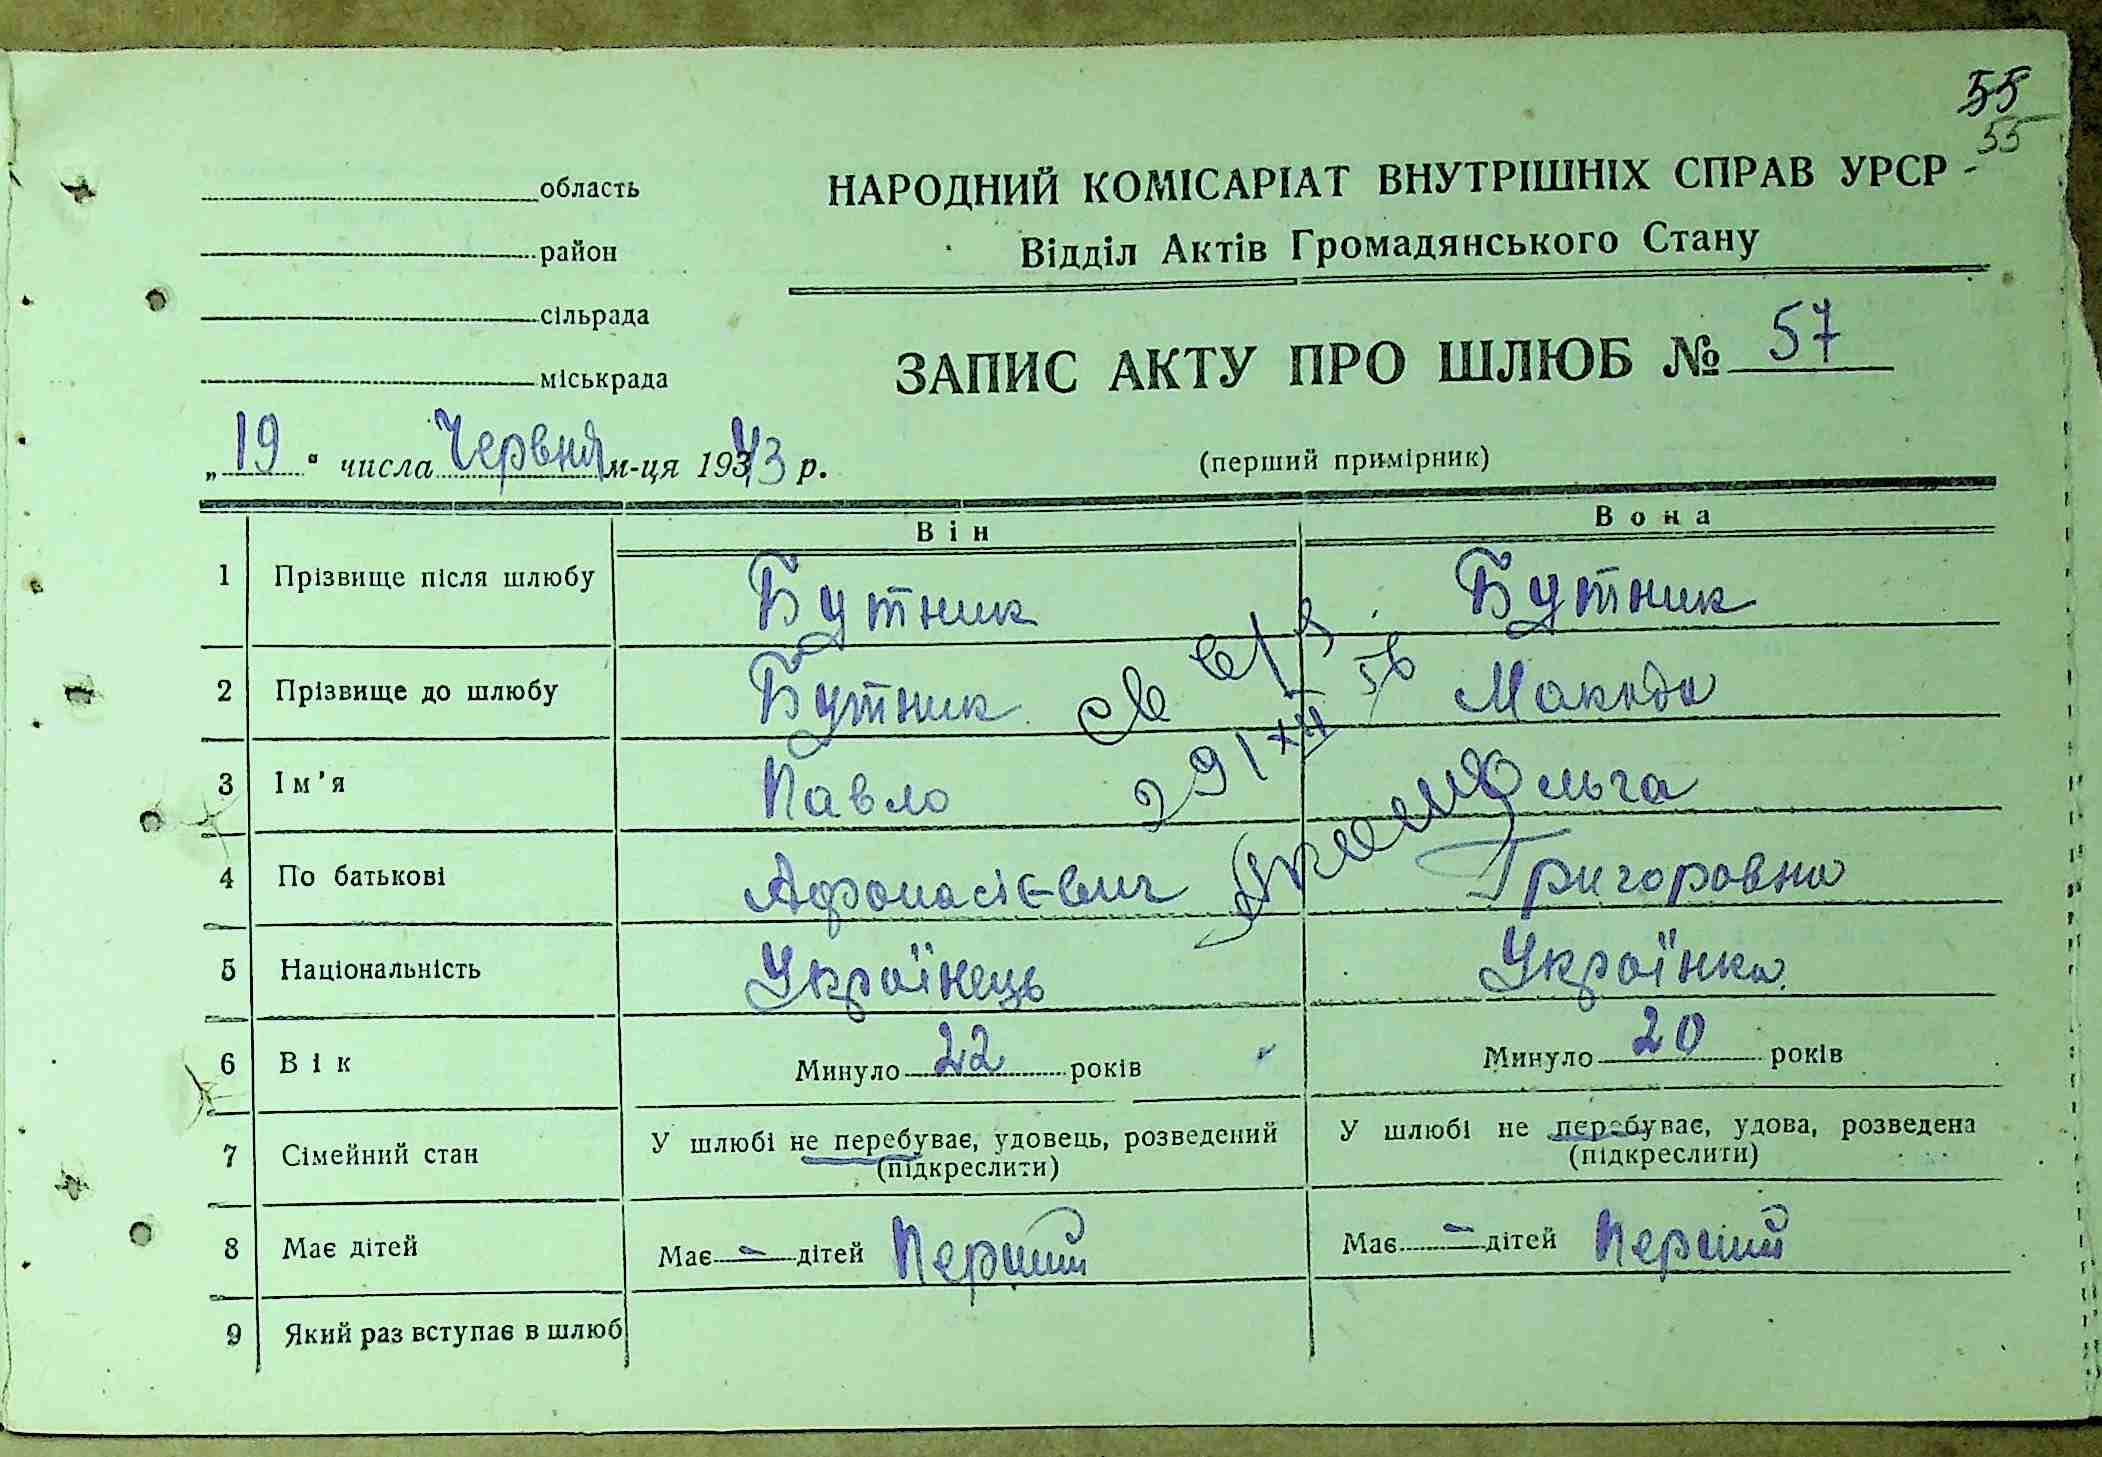 55
55
область
НАРОДНИЙ КОМІСАРІАТ ВНУТРІШНІХ СПРАВ УРСР
район
Відділ Актів Громадянського Стану
сільрада
міськрада
ЗАПИС АКТУ ПРО ШЛЮБ № 57
„19“ числа Червня м-ця 1943 р.
(перший примірник)
Він Вона
1 Прізвище після шлюбу Бутник Бутник
2 Прізвище до шлюбу Бутник
св
29/XII 56
3 Ім'я Павло Ольга
4 По батькові Афонасієвич Григоровна
5 Національність Українець Українка
6 Вік Минуло 22 років Минуло 20 років
7 Сімейний стан У шлюбі не перебуває, удовець, розведений У шлюбі не перебуває, удова, розведена
(підкреслити) (підкреслити)
8 Має дітей Має - дітей Перший Має - дітей Перший
9 Який раз вступає в шлюб